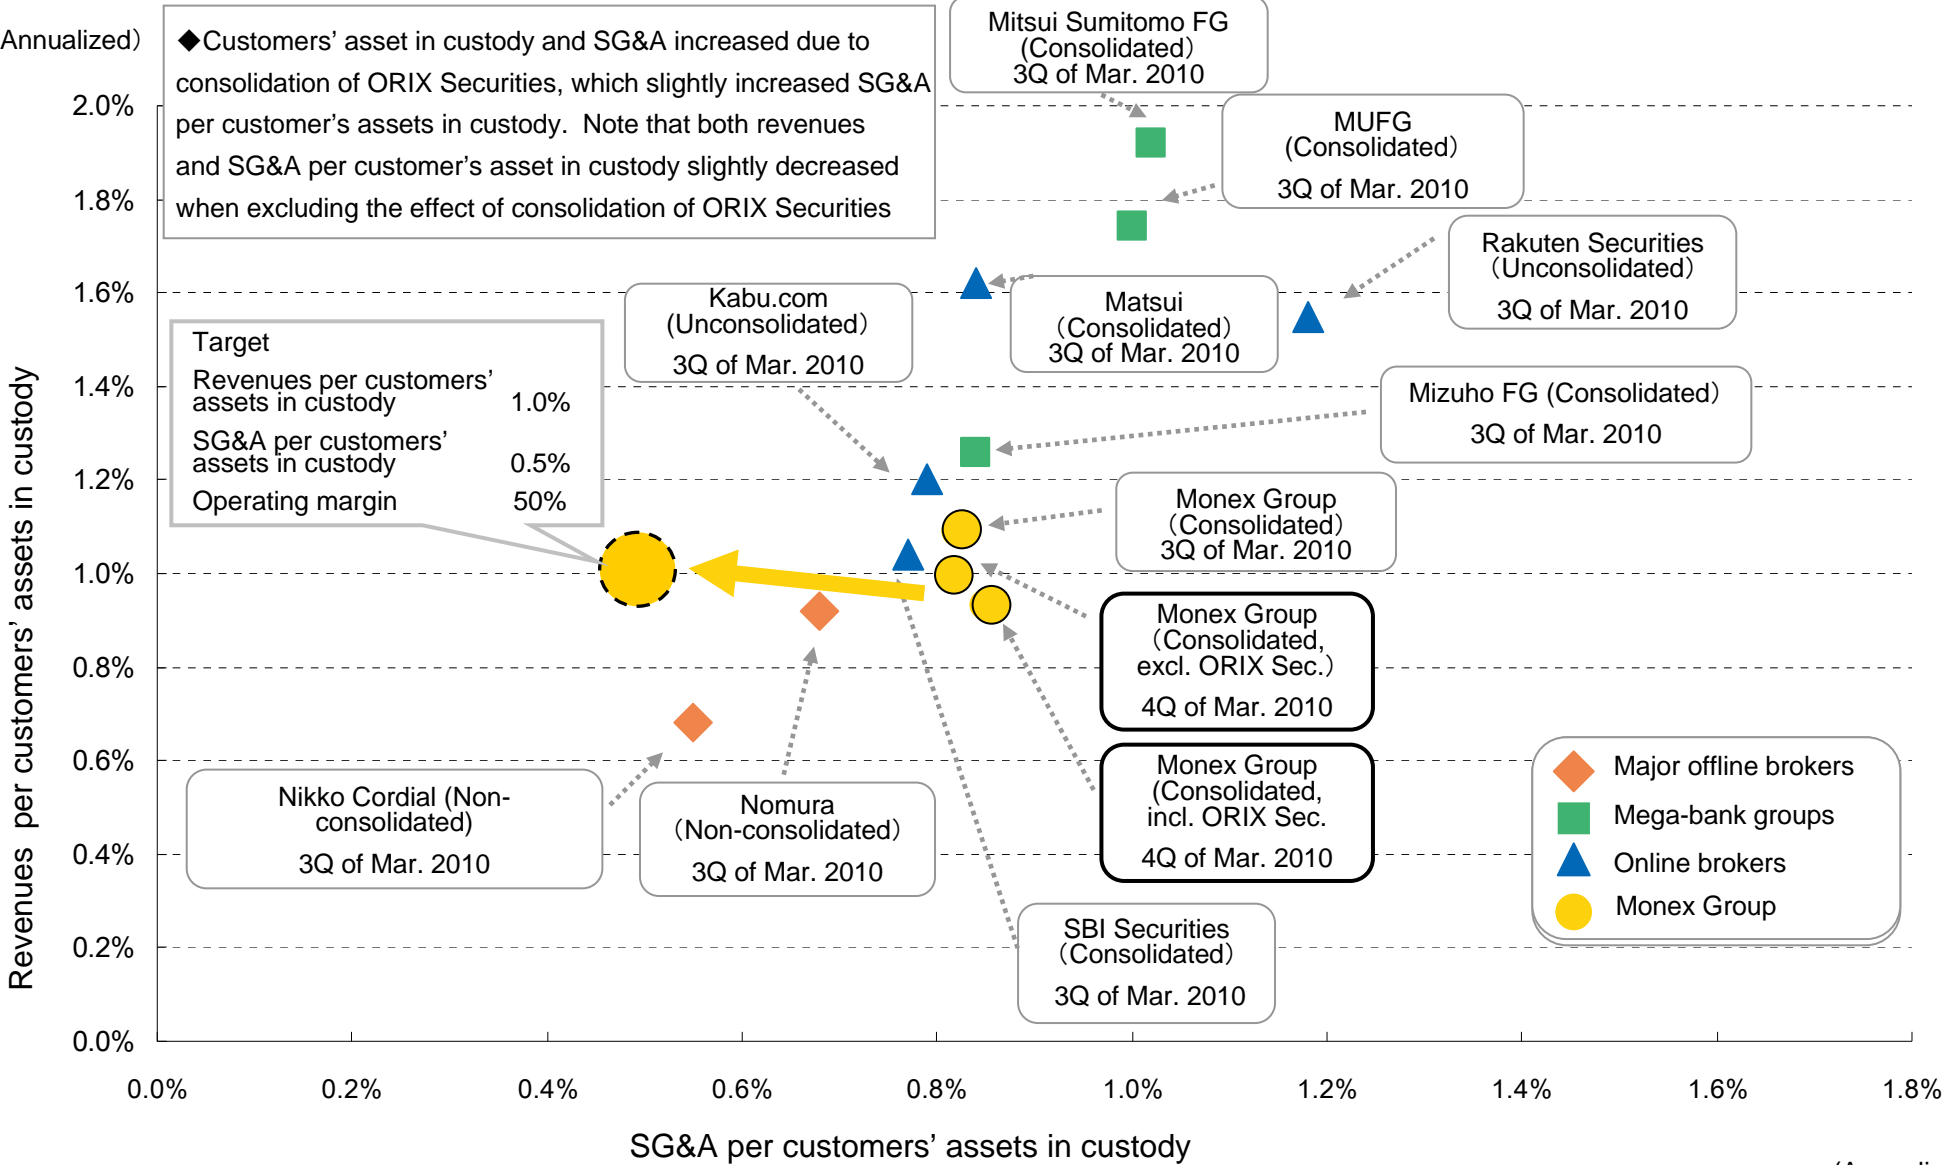 Annualized）
◆Customers’ asset in custody and SG&A increased due to
consolidation of ORIX Securities, which slightly increased SG&A
per customer’s assets in custody.  Note that both revenues
and SG&A per customer’s asset in custody slightly decreased
when excluding the effect of consolidation of ORIX Securities
Mitsui Sumitomo FG
(Consolidated）
3Q of Mar. 2010
MUFG
(Consolidated）
3Q of Mar. 2010
Rakuten Securities
（Unconsolidated）
3Q of Mar. 2010
Kabu.com
(Unconsolidated）
3Q of Mar. 2010
Matsui
（Consolidated）
3Q of Mar. 2010
Target
Revenues per customers’
assets in custody 1.0%
SG&A per customers’
assets in custody 0.5%
Operating margin 50%
Mizuho FG (Consolidated）
3Q of Mar. 2010
Monex Group
（Consolidated）
3Q of Mar. 2010
Monex Group
（Consolidated,
excl. ORIX Sec.）
4Q of Mar. 2010
Monex Group
(Consolidated,
incl. ORIX Sec.
4Q of Mar. 2010
Nikko Cordial (Non-
consolidated)
3Q of Mar. 2010
Nomura
（Non-consolidated）
3Q of Mar. 2010
SBI Securities
（Consolidated）
3Q of Mar. 2010
Major offline brokers
Mega-bank groups
Online brokers
Monex Group
Revenues per customers’ assets in custody
2.0%
1.8%
1.6%
1.4%
1.2%
1.0%
0.8%
0.6%
0.4%
0.2%
0.0%
0.0% 0.2% 0.4% 0.6% 0.8% 1.0% 1.2% 1.4% 1.6% 1.8%
SG&A per customers’ assets in custody